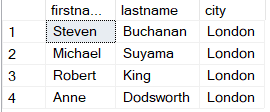 firstna... lastname city
1 Steven Buchanan London
2 Michael Suyama London
3 Robert King London
4 Anne Dodsworth London